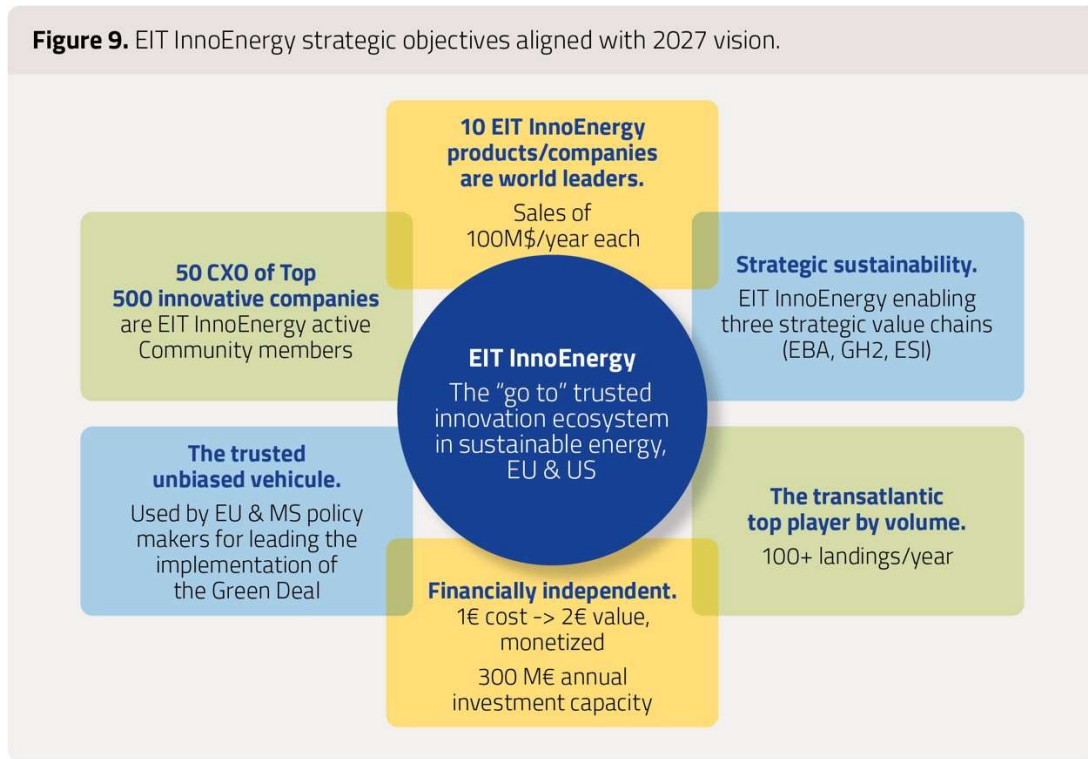 Figure 9. EIT InnoEnergy strategic objectives aligned with 2027 vision.
10 EIT InnoEnergy
products/companies
are world leaders.
Sales of
100M$/year each
50 CXO of Top
500 innovative companies
are EIT InnoEnergy active
Community members
Strategic sustainability.
EIT InnoEnergy enabling
three strategic value chains
(EBA, GH2, ESI)
EIT InnoEnergy
The “go to” trusted
innovation ecosystem
in sustainable energy,
EU & US
The trusted
unbiased vehicule.
Used by EU & MS policy
makers for leading the
implementation of
the Green Deal
The transatlantic
top player by volume.
100+ landings/year
Financially independent.
1€ cost -> 2€ value,
monetized
300 M€ annual
investment capacity